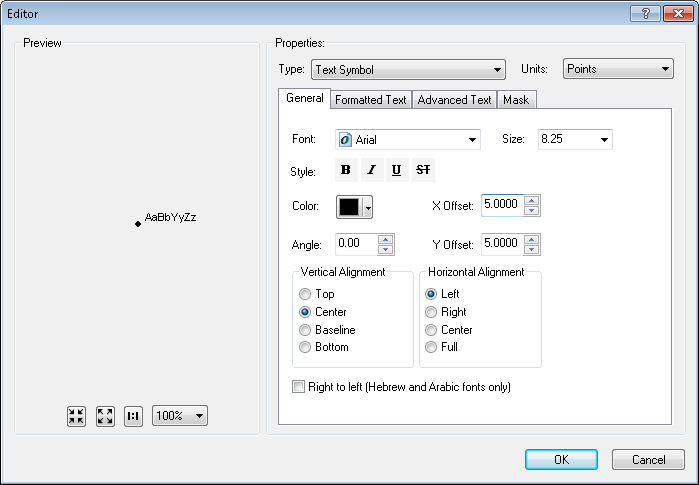 Editor
Preview
Properties:
Type: Text Symbol Units: Points
General Formatted Text Advanced Text Mask
Font: Arial Size: 8.25
Style: B I U ST
Color: X Offset: 5.0000
AaBbYyZz
Angle: 0.00 Y Offset: 5.0000
Vertical Alignment Horizontal Alignment
Top Left
Center Right
Baseline Center
Bottom Full
Right to left (Hebrew and Arabic fonts only)
1:1 100%
OK Cancel